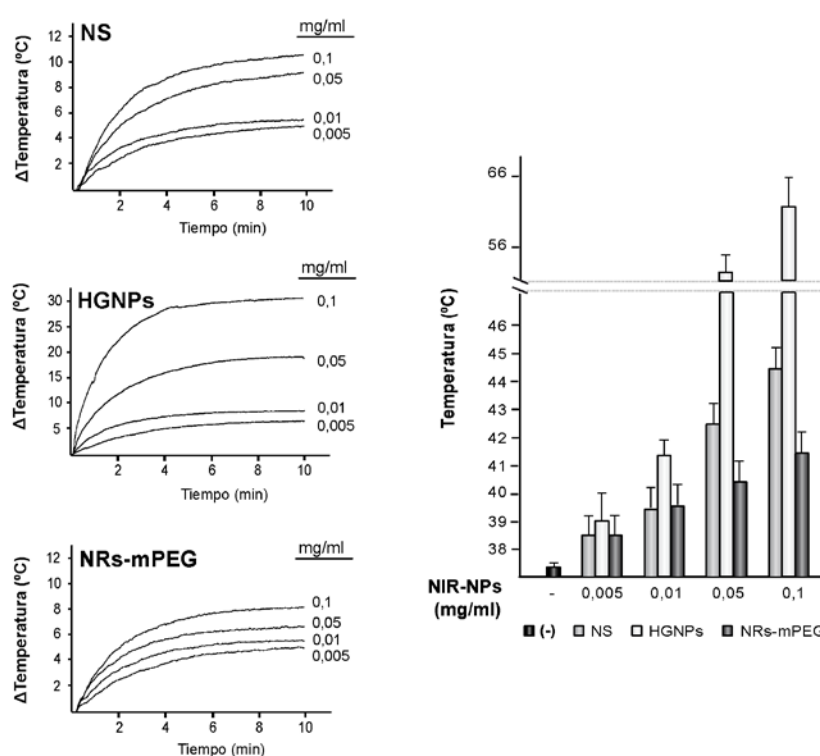 NS
mg/ml
ΔTemperatura (ºC)
12
10
8
6
4
2
0,1
0,05
0,01
0,005
2 4 6 8 10
Tiempo (min)
HGNPs
mg/ml
ΔTemperatura (ºC)
30
25
20
15
10
5
0,1
0,05
0,01
0,005
2 4 6 8 10
Tiempo (min)
NRs-mPEG
mg/ml
ΔTemperatura (ºC)
12
10
8
6
4
2
0,1
0,05
0,01
0,005
2 4 6 8 10
Tiempo (min)
Temperatura (ºC)
66
56
46
45
44
43
42
41
40
39
38
NIR-NPs
(mg/ml)
- 0,005 0,01 0,05 0,1
(-) NS HGNPs NRs-mPEG